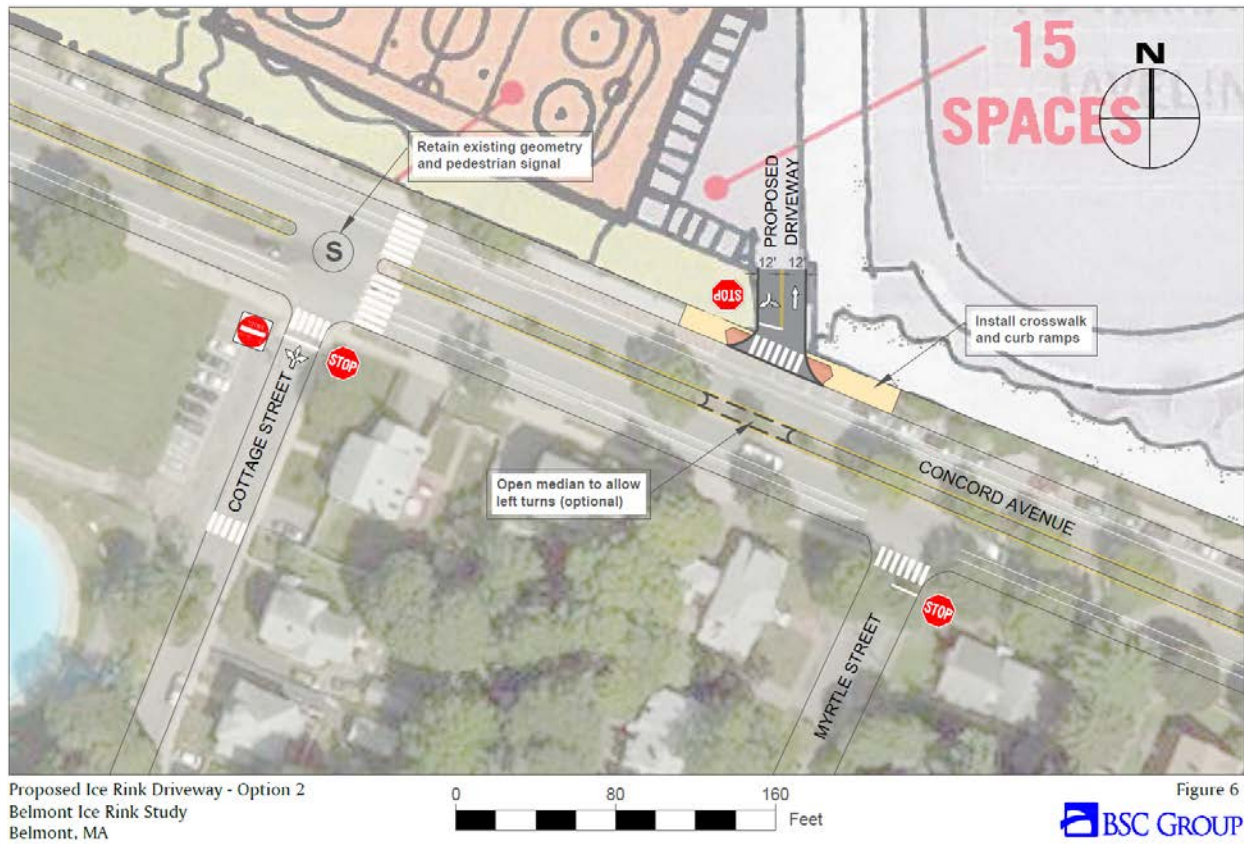 15
SPACES
N
Retain existing geometry
and pedestrian signal
S
PROPOSED
DRIVEWAY
12' 12'
STOP
Install crosswalk
and curb ramps
STOP
COTTAGE STREET
Open median to allow
left turns (optional)
CONCORD AVENUE
MYRTLE STREET
STOP
Proposed Ice Rink Driveway - Option 2
Belmont Ice Rink Study
Belmont, MA
0 80 160
Feet
Figure 6
BSC GROUP